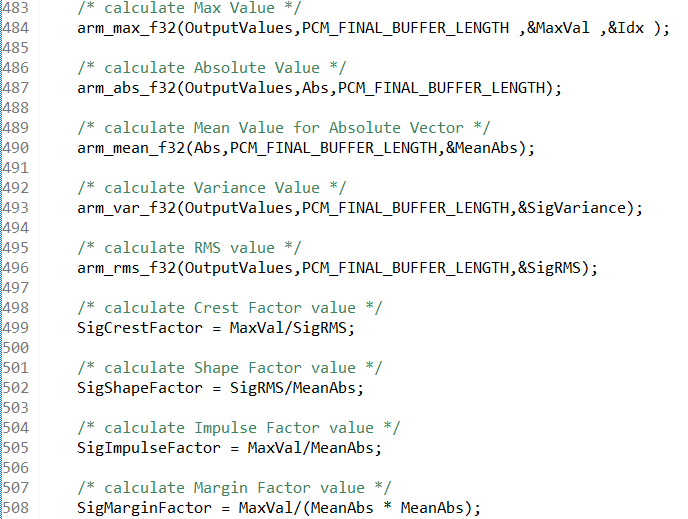 483 /* calculate Max Value */
484 arm_max_f32(OutputValues,PCM_FINAL_BUFFER_LENGTH ,&MaxVal ,&Idx );
485
486 /* calculate Absolute Value */
487 arm_abs_f32(OutputValues,Abs,PCM_FINAL_BUFFER_LENGTH);
488
489 /* calculate Mean Value for Absolute Vector */
490 arm_mean_f32(Abs,PCM_FINAL_BUFFER_LENGTH,&MeanAbs);
491
492 /* calculate Variance Value */
493 arm_var_f32(OutputValues,PCM_FINAL_BUFFER_LENGTH,&SigVariance);
494
495 /* calculate RMS value */
496 arm_rms_f32(OutputValues,PCM_FINAL_BUFFER_LENGTH,&SigRMS);
497
498 /* calculate Crest Factor value */
499 SigCrestFactor = MaxVal/SigRMS;
500
501 /* calculate Shape Factor value */
502 SigShapeFactor = SigRMS/MeanAbs;
503
504 /* calculate Impulse Factor value */
505 SigImpulseFactor = MaxVal/MeanAbs;
506
507 /* calculate Margin Factor value */
508 SigMarginFactor = MaxVal/(MeanAbs * MeanAbs);